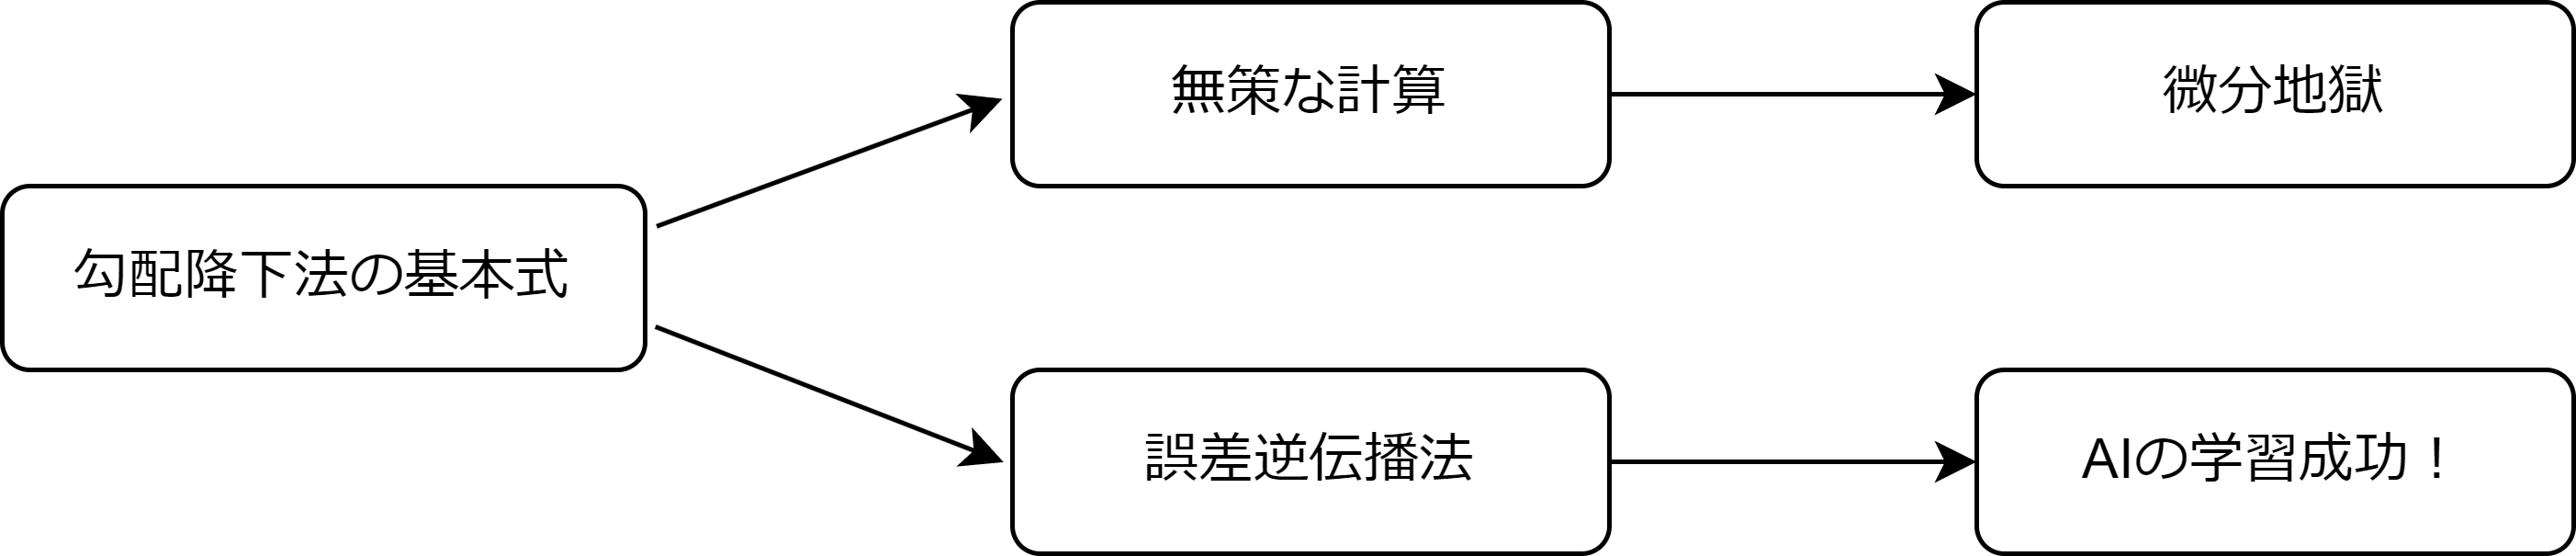 無策な計算
微分地獄
勾配降下法の基本式
誤差逆伝播法
AIの学習成功！